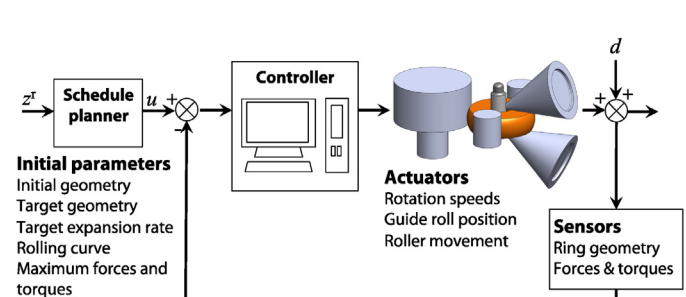 d
Controller
Schedule
planner
zʳ
u
+
−
+
+
Initial parameters
Initial geometry
Target geometry
Target expansion rate
Rolling curve
Maximum forces and
torques
Actuators
Rotation speeds
Guide roll position
Roller movement
Sensors
Ring geometry
Forces & torques